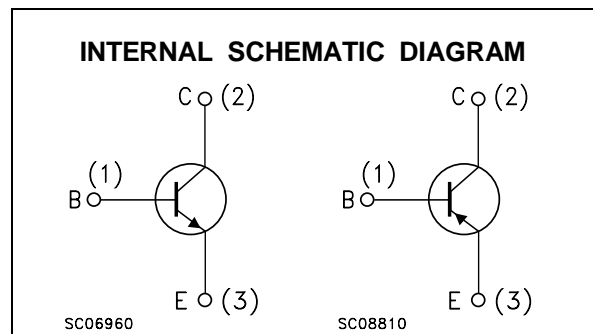 INTERNAL SCHEMATIC DIAGRAM
C (2)
(1)
B
E (3)
SC06960
C (2)
(1)
B
E (3)
SC08810